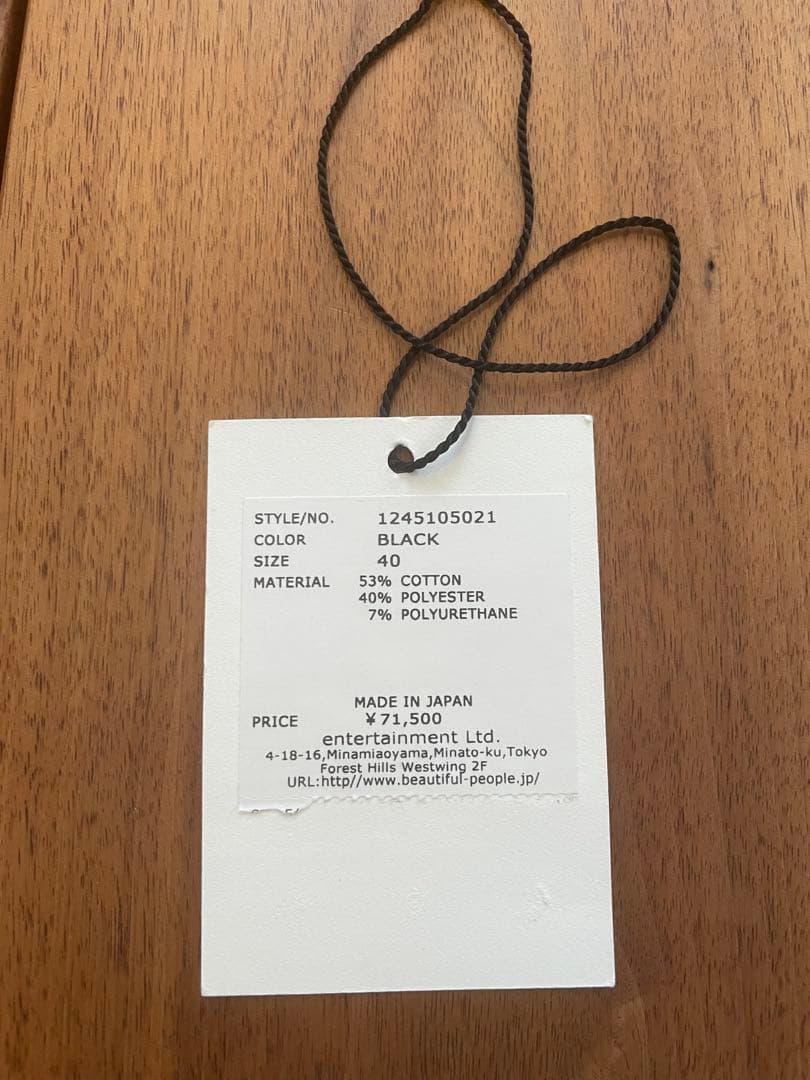 STYLE/NO. 1245105021
COLOR BLACK
SIZE 40
MATERIAL 53% COTTON
40% POLYESTER
7% POLYURETHANE
MADE IN JAPAN
PRICE ¥71,500
entertainment Ltd.
4-18-16,Minamiaoyama,Minato-ku,Tokyo
Forest Hills Westwing 2F
URL:http//www.beautiful-people.jp/